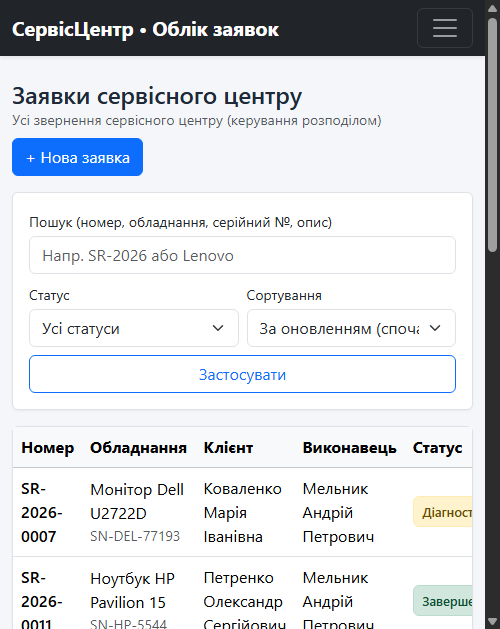 СервісЦентр • Облік заявок
Заявки сервісного центру
Усі звернення сервісного центру (керування розподілом)
+ Нова заявка
Пошук (номер, обладнання, серійний №, опис)
Напр. SR-2026 або Lenovo
Статус Сортування
Усі статуси За оновленням (споча
Застосувати
Номер Обладнання Клієнт Виконавець Статус
SR- Монітор Dell Коваленко Мельник
2026- U2722D Марія Андрій Діагност
0007 SN-DEL-77193 Іванівна Петрович
SR- Ноутбук HP Петренко Мельник
2026- Pavilion 15 Олександр Андрій Заверше
0011 SN-HP-5544 Сергійович Петрович